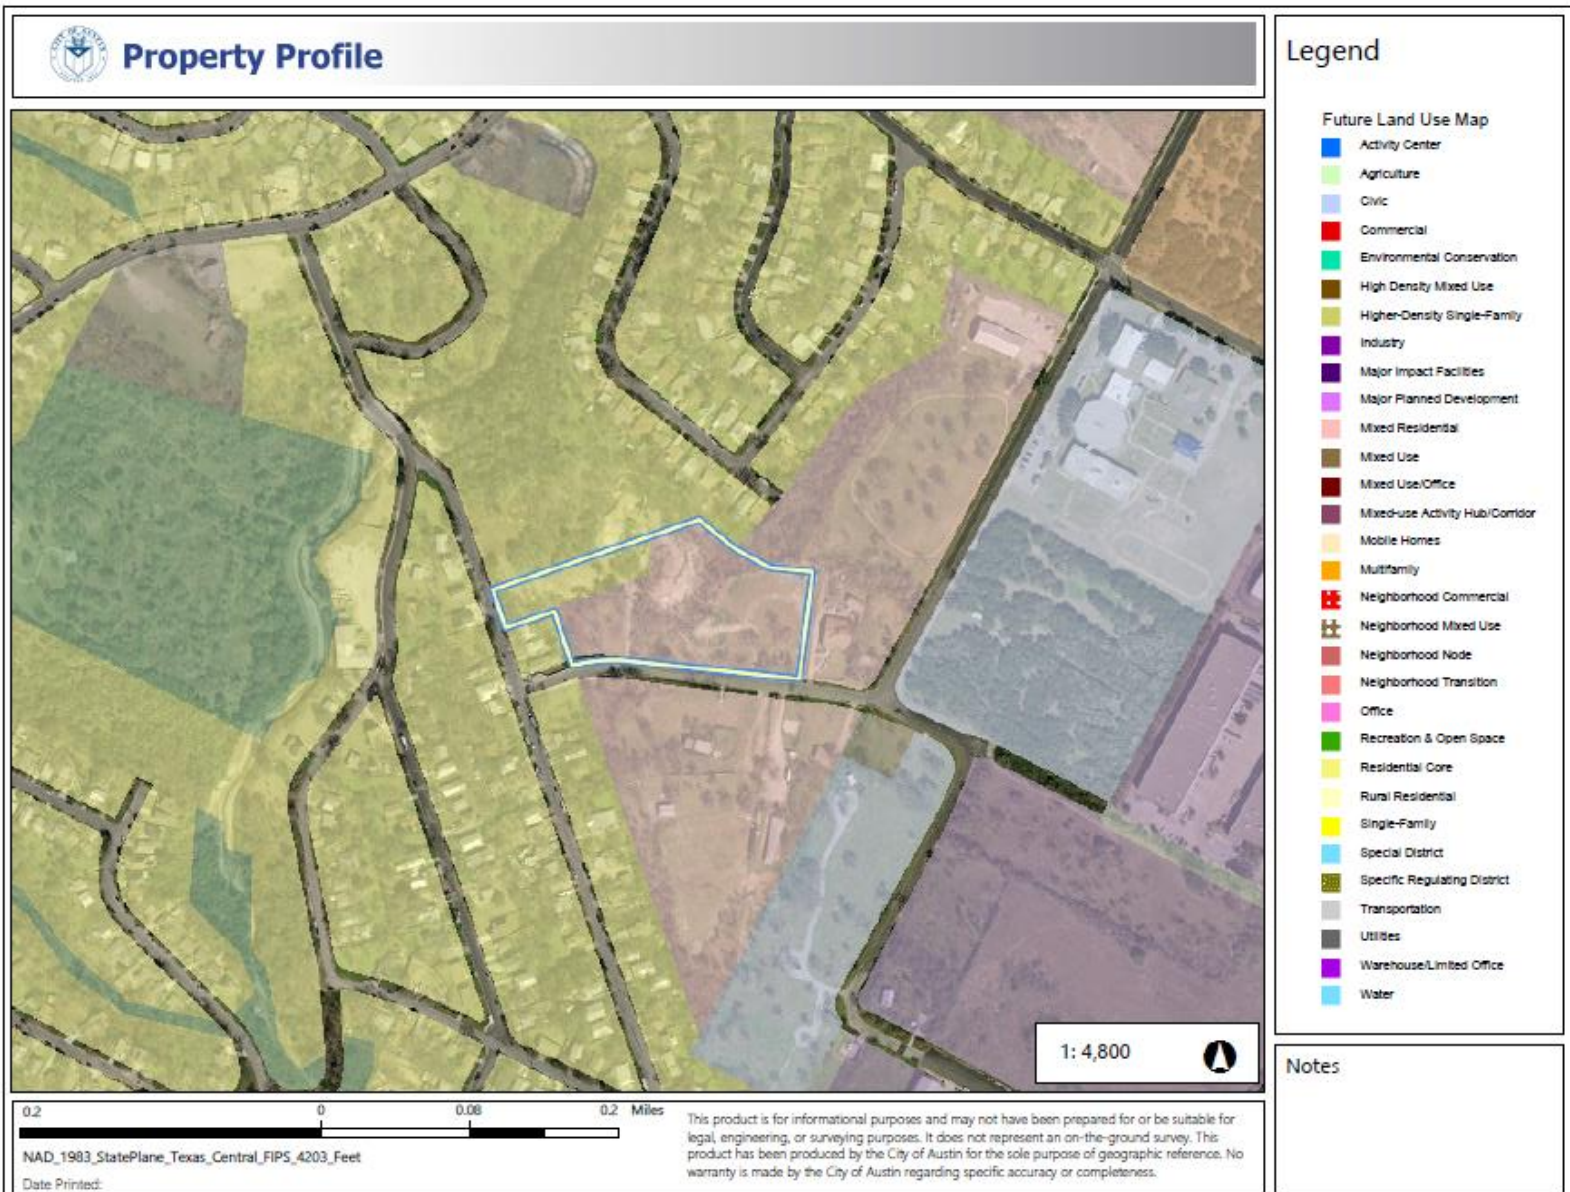 Property Profile
Legend
Future Land Use Map
Activity Center
Agriculture
Civic
Commercial
Environmental Conservation
High Density Mixed Use
Higher-Density Single-Family
Industry
Major Impact Facilities
Major Planned Development
Mixed Residential
Mixed Use
Mixed Use/Office
Mixed-use Activity Hub/Corridor
Mobile Homes
Multifamily
Neighborhood Commercial
Neighborhood Mixed Use
Neighborhood Node
Neighborhood Transition
Office
Recreation & Open Space
Residential Core
Rural Residential
Single-Family
Special District
Specific Regulating District
Transportation
Utilities
Warehouse/Limited Office
Water
1: 4,800
Notes
0.2 0 0.08 0.2 Miles
NAD_1983_StatePlane_Texas_Central_FIPS_4203_Feet
Date Printed:
This product is for informational purposes and may not have been prepared for or be suitable for
legal, engineering, or surveying purposes. It does not represent an on-the-ground survey. This
product has been produced by the City of Austin for the sole purpose of geographic reference. No
warranty is made by the City of Austin regarding specific accuracy or completeness.